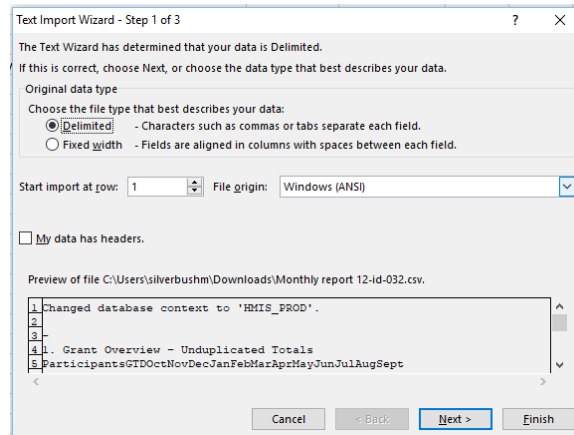 Text Import Wizard - Step 1 of 3 ? ×
The Text Wizard has determined that your data is Delimited.
If this is correct, choose Next, or choose the data type that best describes your data.
Original data type
Choose the file type that best describes your data:
Delimited - Characters such as commas or tabs separate each field.
Fixed width - Fields are aligned in columns with spaces between each field.
Start import at row: 1 File origin: Windows (ANSI)
My data has headers.
Preview of file C:\Users\silverbushm\Downloads\Monthly report 12-id-032.csv.
1 Changed database context to 'HMIS_PROD'.
2
3 -
4 1. Grant Overview - Unduplicated Totals
5 ParticipantsGTDOctNovDecJanFebMarAprMayJunJulAugSept
Cancel < Back Next > Finish